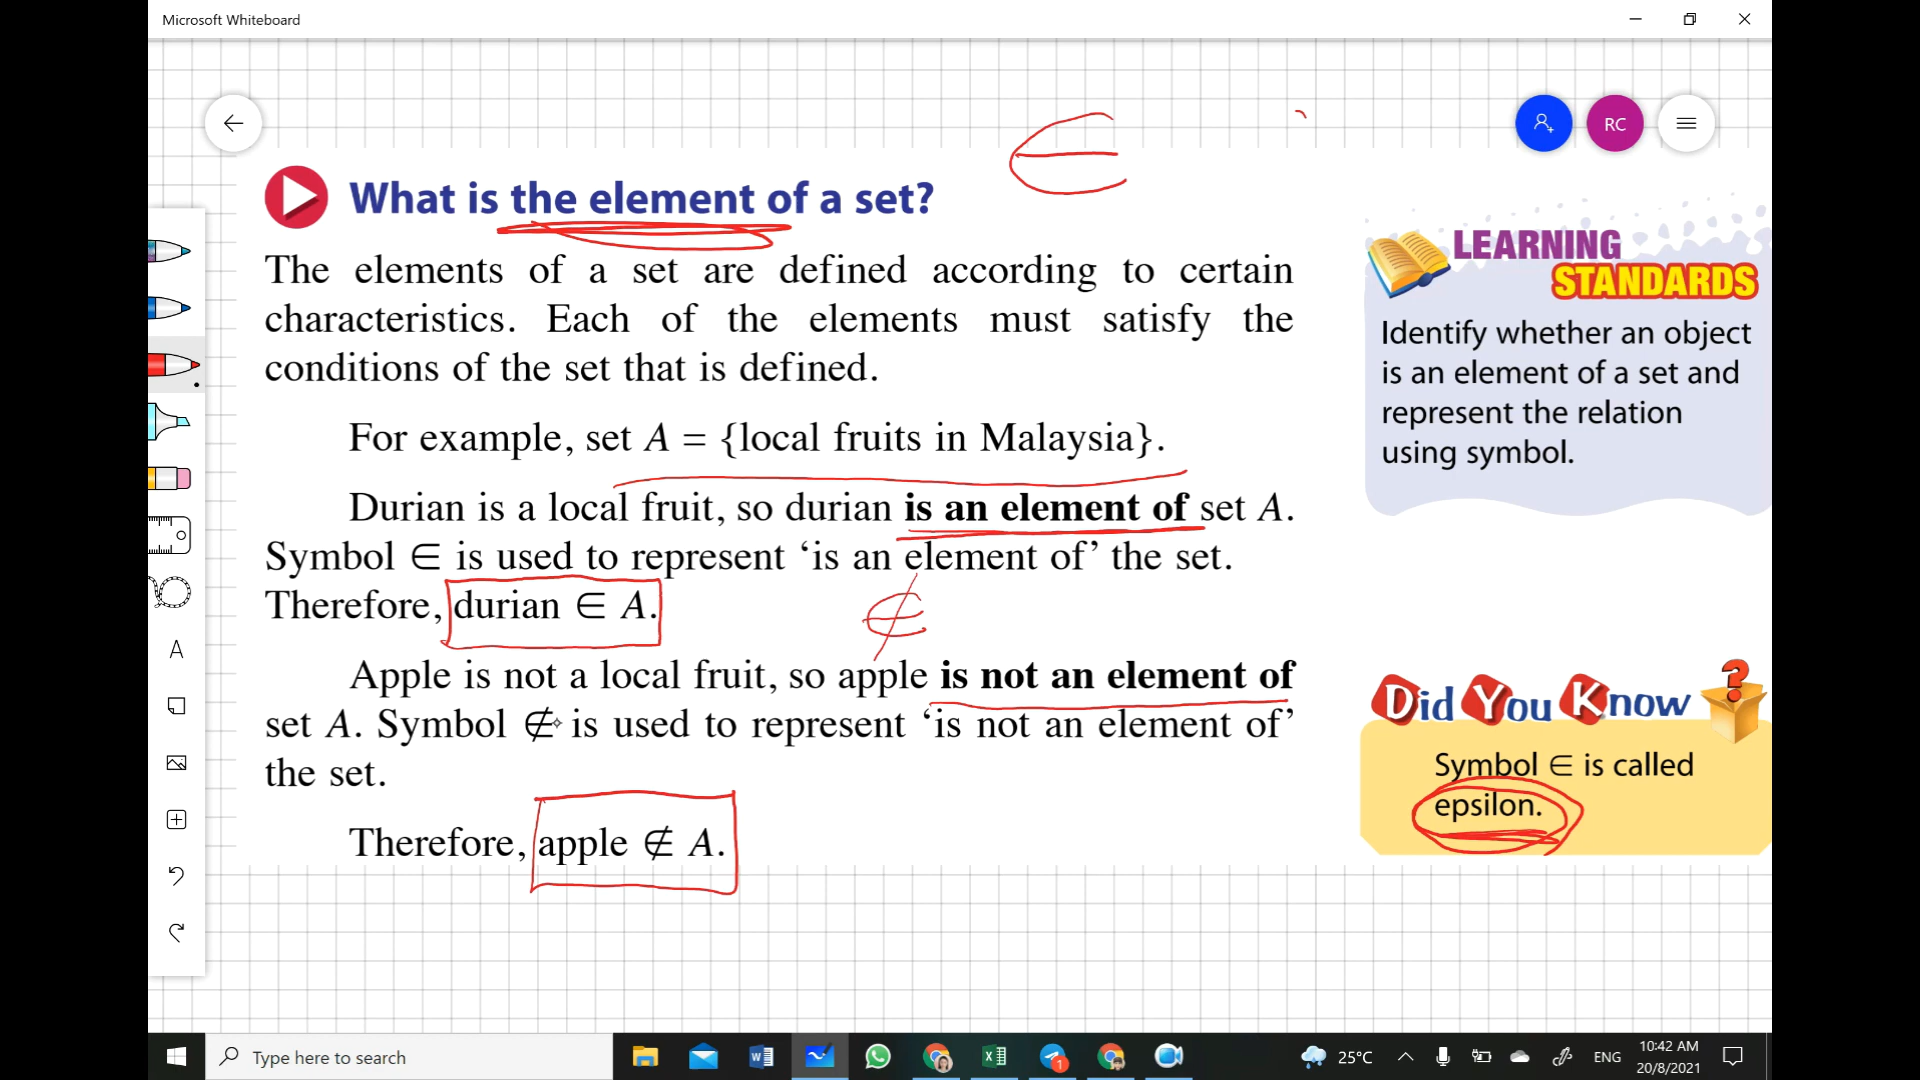 Microsoft Whiteboard
∈
RC
What is the element of a set?
The elements of a set are defined according to certain
characteristics. Each of the elements must satisfy the
conditions of the set that is defined.
For example, set A = {local fruits in Malaysia}.
Durian is a local fruit, so durian is an element of set A.
Symbol ∈ is used to represent ‘is an element of’ the set.
Therefore, durian ∈ A.
∉
Apple is not a local fruit, so apple is not an element of
set A. Symbol ∉ is used to represent ‘is not an element of’
the set.
Therefore, apple ∉ A.
LEARNING
STANDARDS
Identify whether an object
is an element of a set and
represent the relation
using symbol.
Did You Know
?
Symbol ∈ is called
epsilon.
A
Type here to search
1
25°C
ENG
10:42 AM
20/8/2021